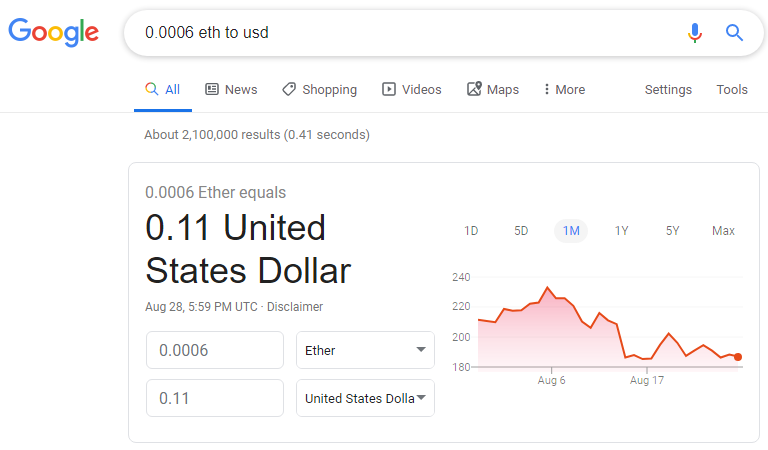 Google
0.0006 eth to usd
All News Shopping Videos Maps More Settings Tools
About 2,100,000 results (0.41 seconds)
0.0006 Ether equals
0.11 United
States Dollar
Aug 28, 5:59 PM UTC · Disclaimer
0.0006 Ether
0.11 United States Dolla
1D 5D 1M 1Y 5Y Max
240
220
200
180
Aug 6 Aug 17